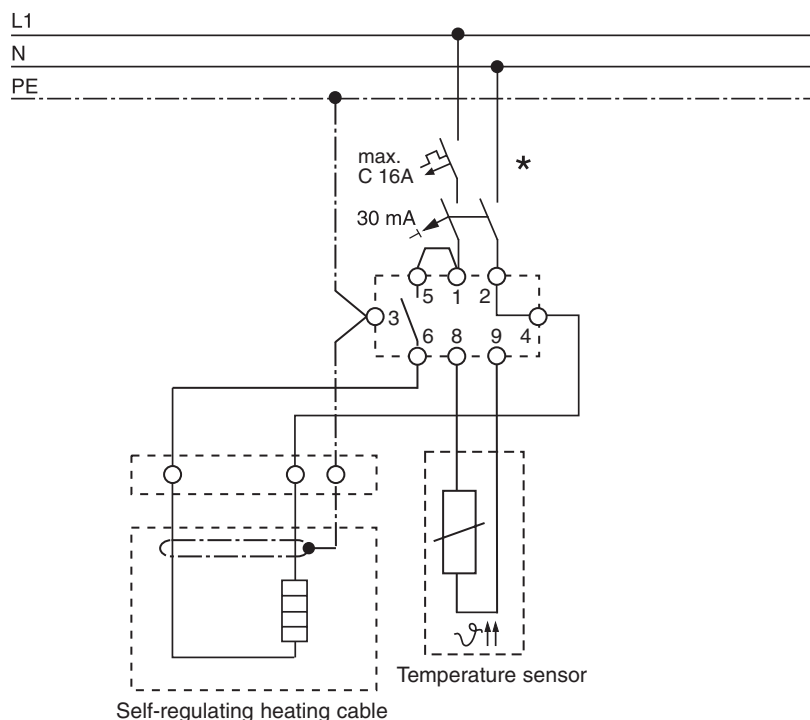 L1
N
PE
max.
C 16A
*
30 mA
5 1 2
3 4
6 8 9
ϑ
Temperature sensor
Self-regulating heating cable